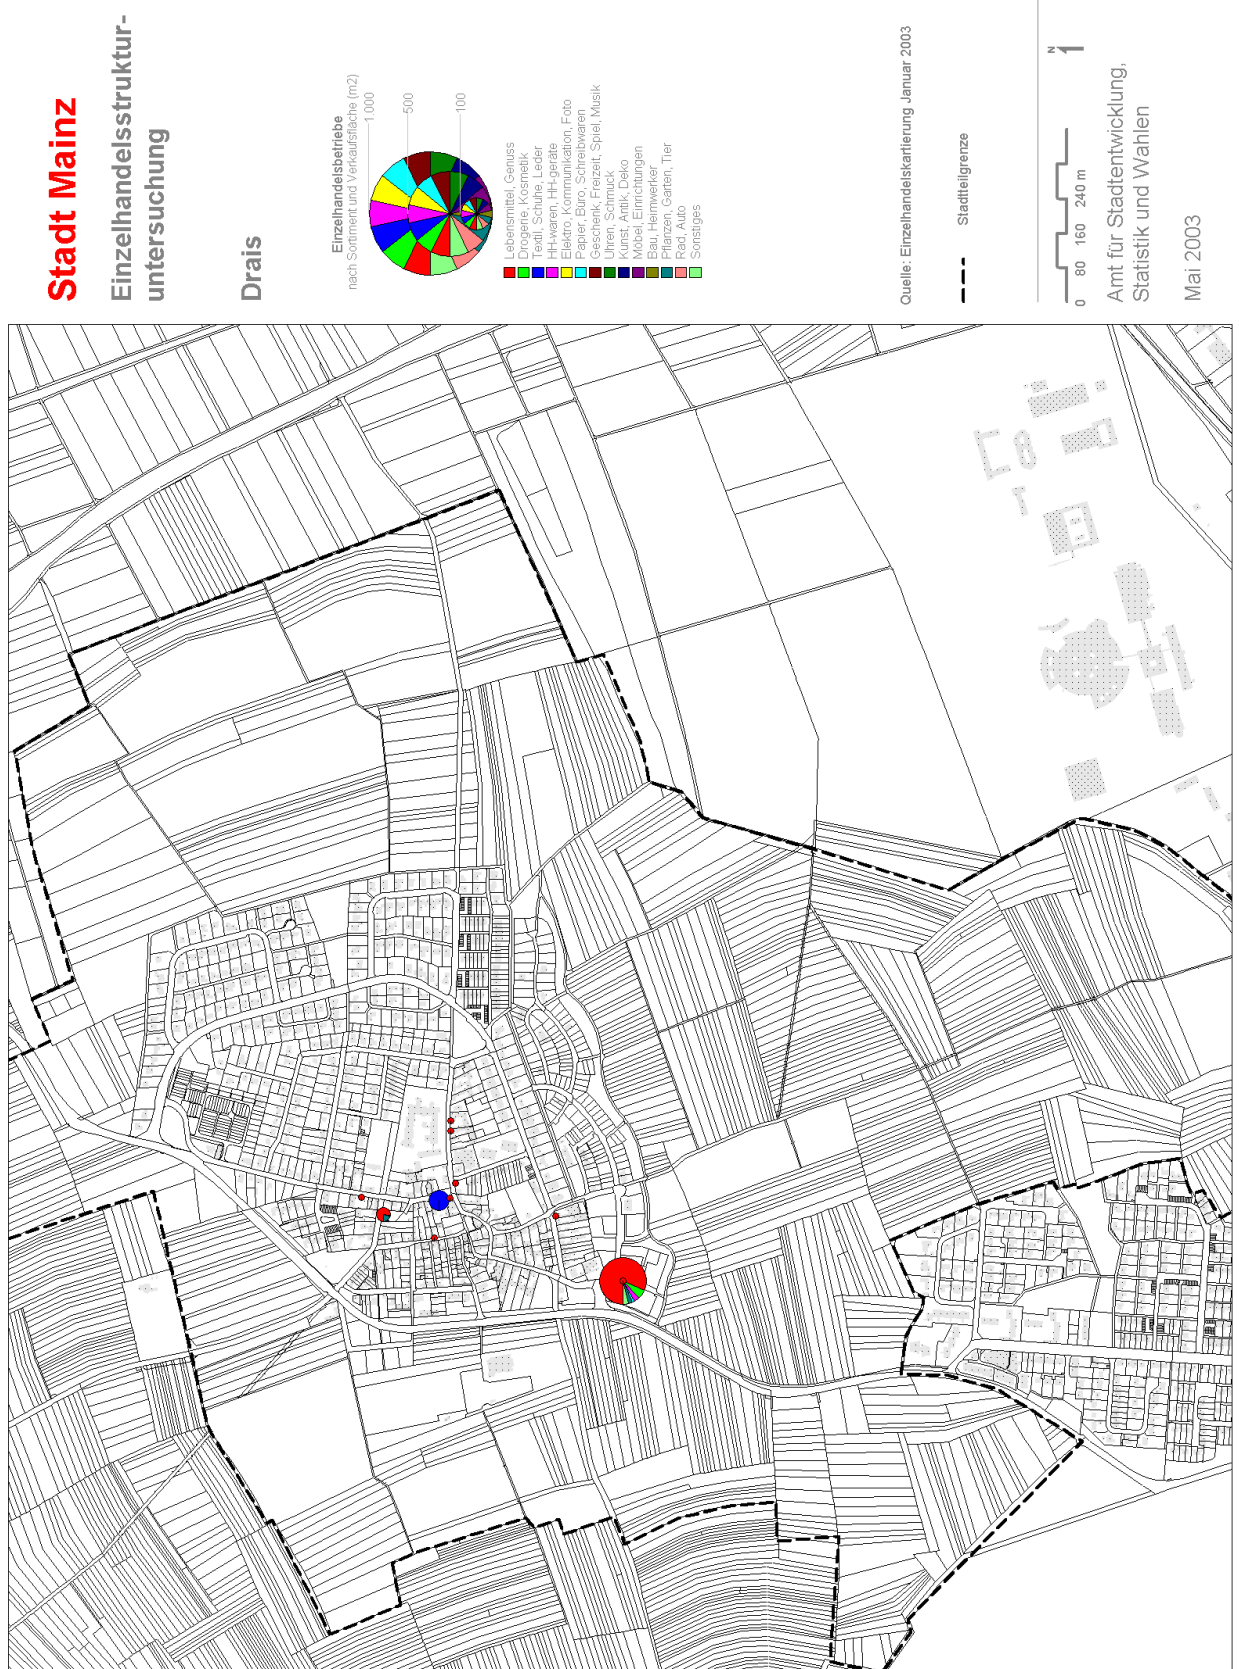 Stadt Mainz
Einzelhandelsstruktur-
untersuchung
Drais
Einzelhandelsbetriebe
nach Sortiment und Verkaufsfläche (m2)
1.000
500
100
Lebensmittel, Genuss
Drogerie, Kosmetik
Textil, Schuhe, Leder
HH-waren, HH-geräte
Elektro, Kommunikation, Foto
Papier, Büro, Schreibwaren
Geschenk, Freizeit, Spiel, Musik
Uhren, Schmuck
Kunst, Antik, Deko
Möbel, Einrichtungen
Bau, Heimwerker
Pflanzen, Garten, Tier
Rad, Auto
Sonstiges
Quelle: Einzelhandelskartierung Januar 2003
Stadtteilgrenze
N
0 80 160 240 m
Amt für Stadtentwicklung,
Statistik und Wahlen
Mai 2003